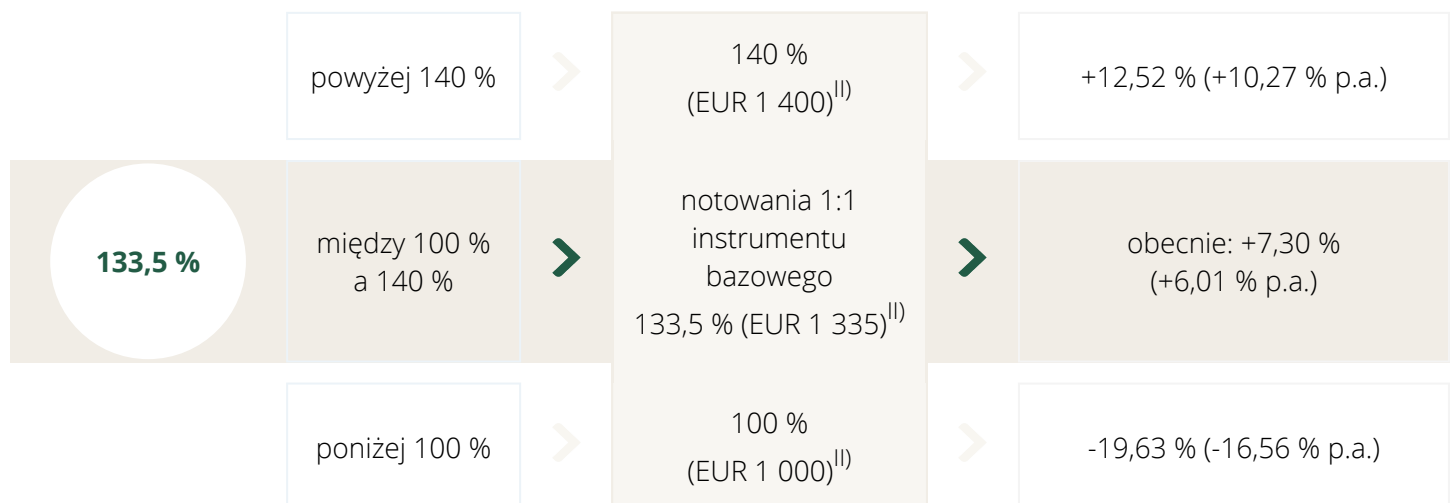 powyżej 140 %
140 %
(EUR 1 400)II)
+12,52 % (+10,27 % p.a.)
133,5 %
między 100 %
a 140 %
notowania 1:1
instrumentu
bazowego
133,5 % (EUR 1 335)II)
obecnie: +7,30 %
(+6,01 % p.a.)
poniżej 100 %
100 %
(EUR 1 000)II)
-19,63 % (-16,56 % p.a.)